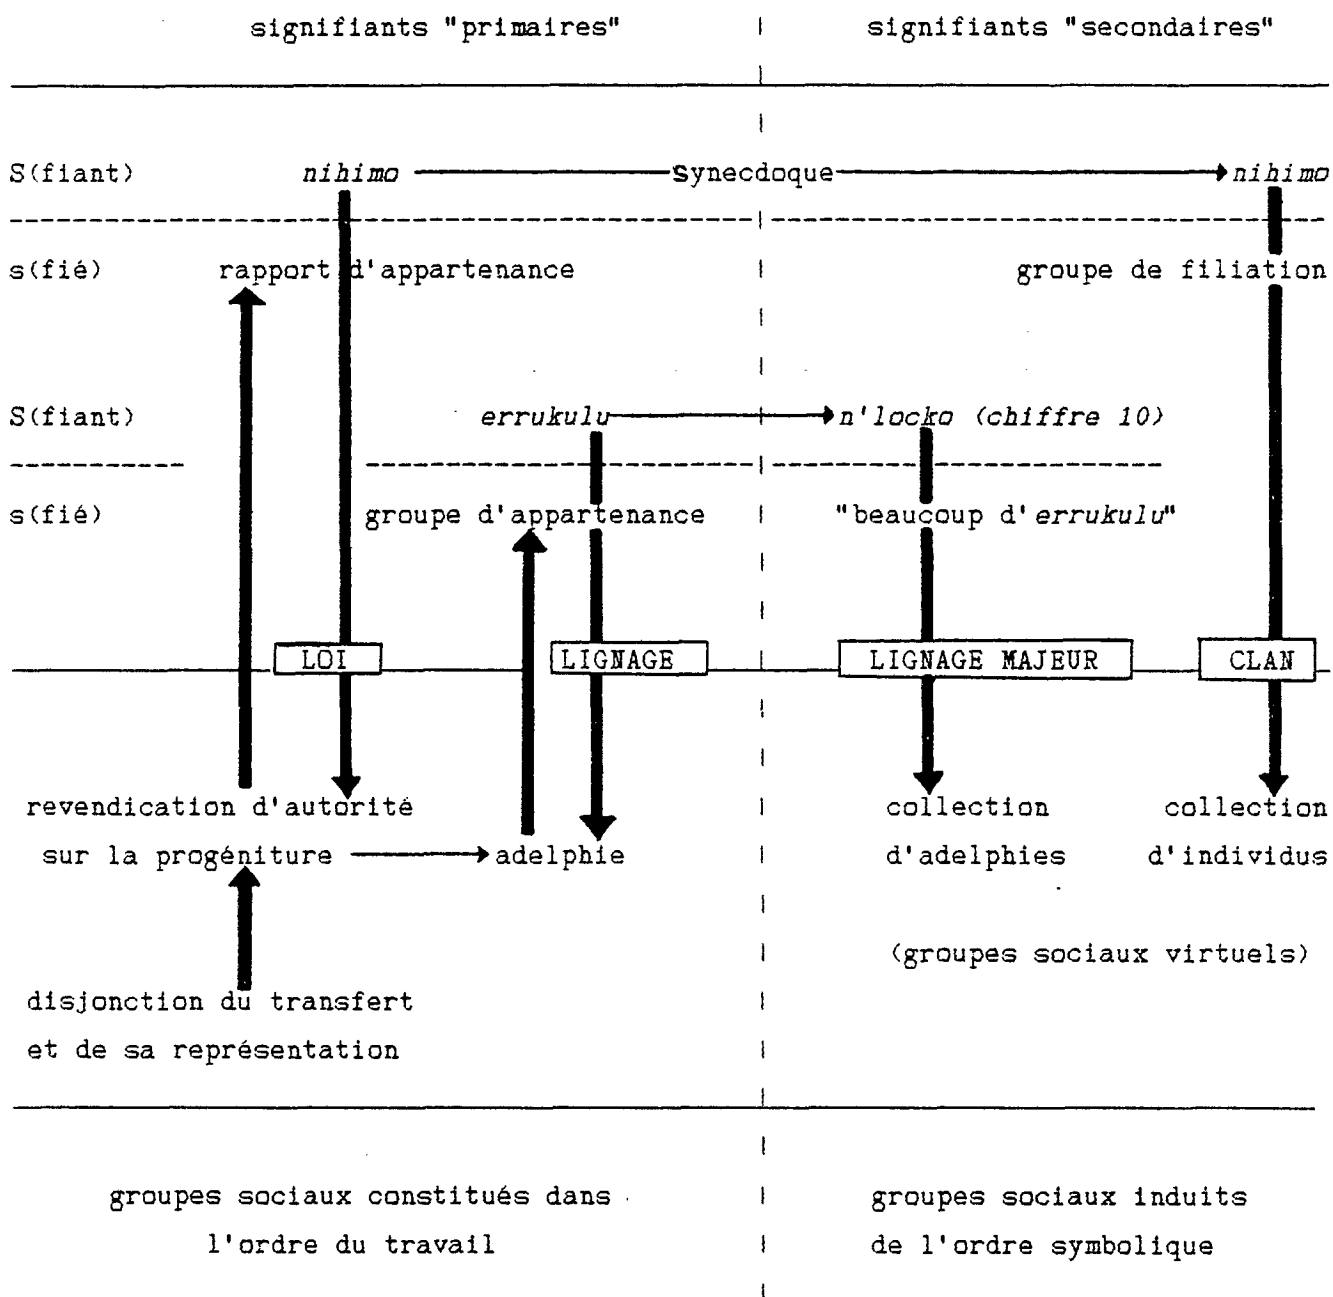 signifiants "primaires" signifiants "secondaires"
S(fiant) nihimo synecdoque nihimo
s(fié) rapport d'appartenance groupe de filiation
S(fiant) errukulu n'locko (chiffre 10)
s(fié) groupe d'appartenance "beaucoup d'errukulu"
LOI LIGNAGE LIGNAGE MAJEUR CLAN
revendication d'autorité collection collection
sur la progéniture adelphie d'adelphies d'individus
(groupes sociaux virtuels)
disjonction du transfert
et de sa représentation
groupes sociaux constitués dans groupes sociaux induits
l'ordre du travail de l'ordre symbolique